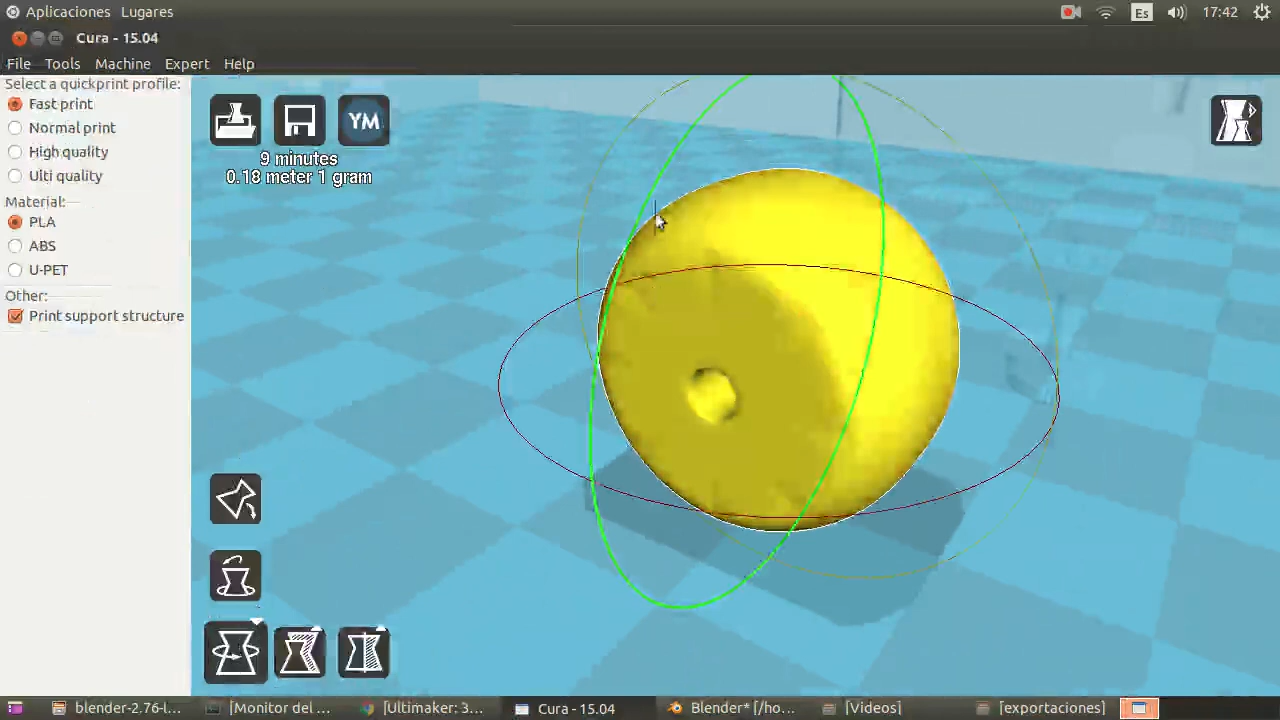 Aplicaciones Lugares Es 17:42
Cura - 15.04
File Tools Machine Expert Help
Select a quickprint profile:
Fast print
Normal print
High quality
Ulti quality
Material:
PLA
ABS
U-PET
Other:
Print support structure
YM
9 minutes
0.18 meter 1 gram
blender-2.76-l... [Monitor del ... [Ultimaker: 3... Cura - 15.04 Blender* [/ho... [Videos] [exportaciones]